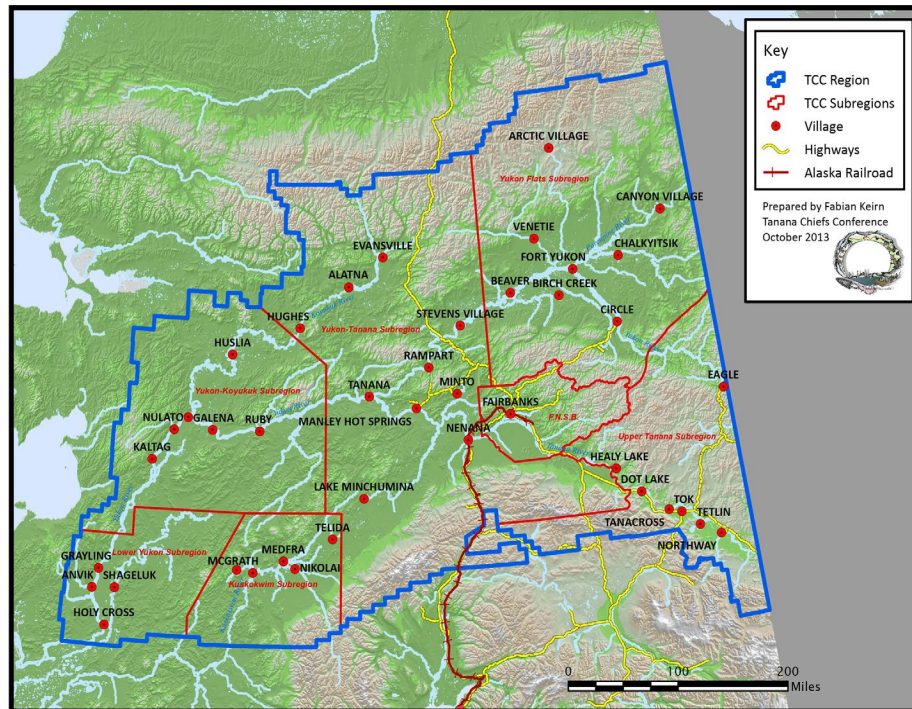 Key
TCC Region
TCC Subregions
Village
Highways
Alaska Railroad
Prepared by Fabian Keirn
Tanana Chiefs Conference
October 2013
ARCTIC VILLAGE
Yukon Flats Subregion
CANYON VILLAGE
VENETIE
CHALKYITSIK
FORT YUKON
EVANSVILLE
ALATNA
BEAVER
BIRCH CREEK
CIRCLE
STEVENS VILLAGE
HUGHES
Yukon-Tanana Subregion
HUSLIA
RAMPART
EAGLE
TANANA
MINTO
Yukon-Koyukuk Subregion
FAIRBANKS
F.N.S.B.
NULATO
GALENA
RUBY
MANLEY HOT SPRINGS
NENANA
Upper Tanana Subregion
KALTAG
HEALY LAKE
DOT LAKE
LAKE MINCHUMINA
TOK
TANACROSS
TETLIN
TELIDA
NORTHWAY
GRAYLING
Lower Yukon Subregion
MCGRATH
MEDFRA
NIKOLAI
ANVIK
SHAGELUK
Kuskokwim Subregion
HOLY CROSS
0 100 200
Miles